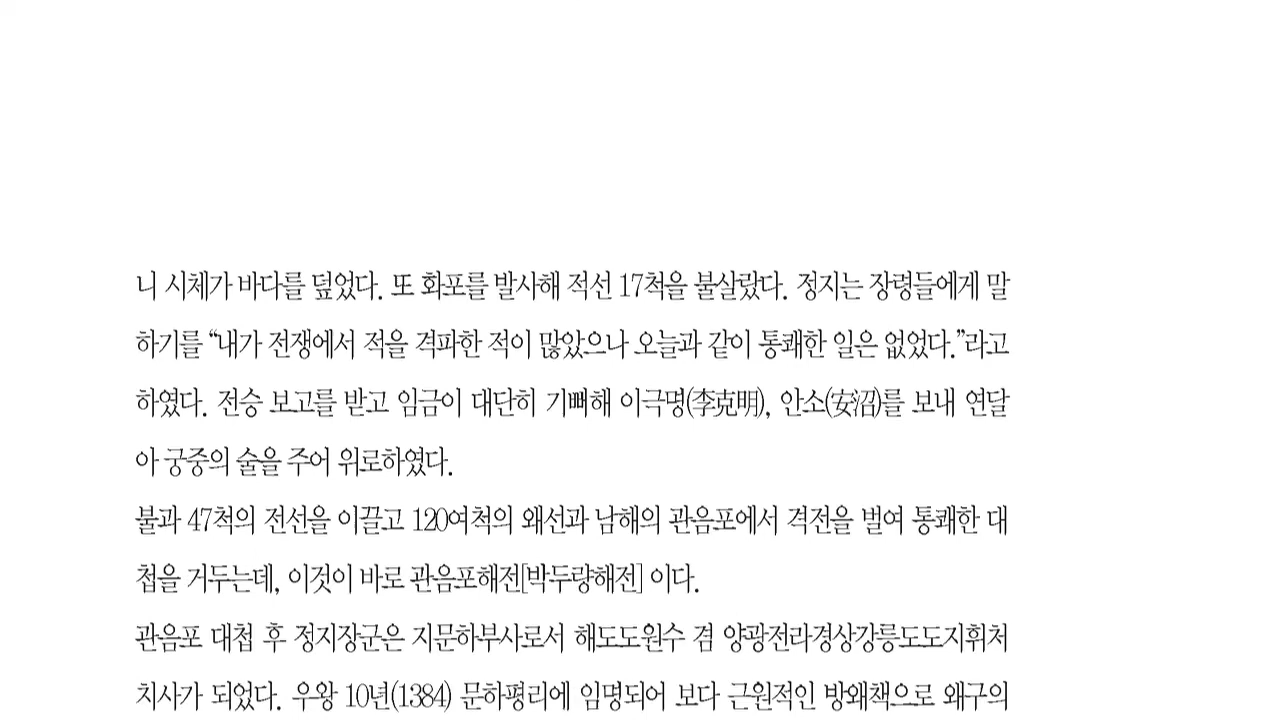 니 시체가 바다를 덮었다. 또 화포를 발사해 적선 17척을 불살랐다. 정지는 장령들에게 말
하기를 “내가 전쟁에서 적을 격파한 적이 많았으나 오늘과 같이 통쾌한 일은 없었다.”라고
하였다. 전승 보고를 받고 임금이 대단히 기뻐해 이극명(李克明), 안소(安沼)를 보내 연달
아 궁중의 술을 주어 위로하였다.
불과 47척의 전선을 이끌고 120여척의 왜선과 남해의 관음포에서 격전을 벌여 통쾌한 대
첩을 거두는데, 이것이 바로 관음포해전[박두량해전] 이다.
관음포 대첩 후 정지장군은 지문하부사로서 해도도원수 겸 양광전라경상강릉도도지휘처
치사가 되었다. 우왕 10년(1384) 문하평리에 임명되어 보다 근원적인 방왜책으로 왜구의